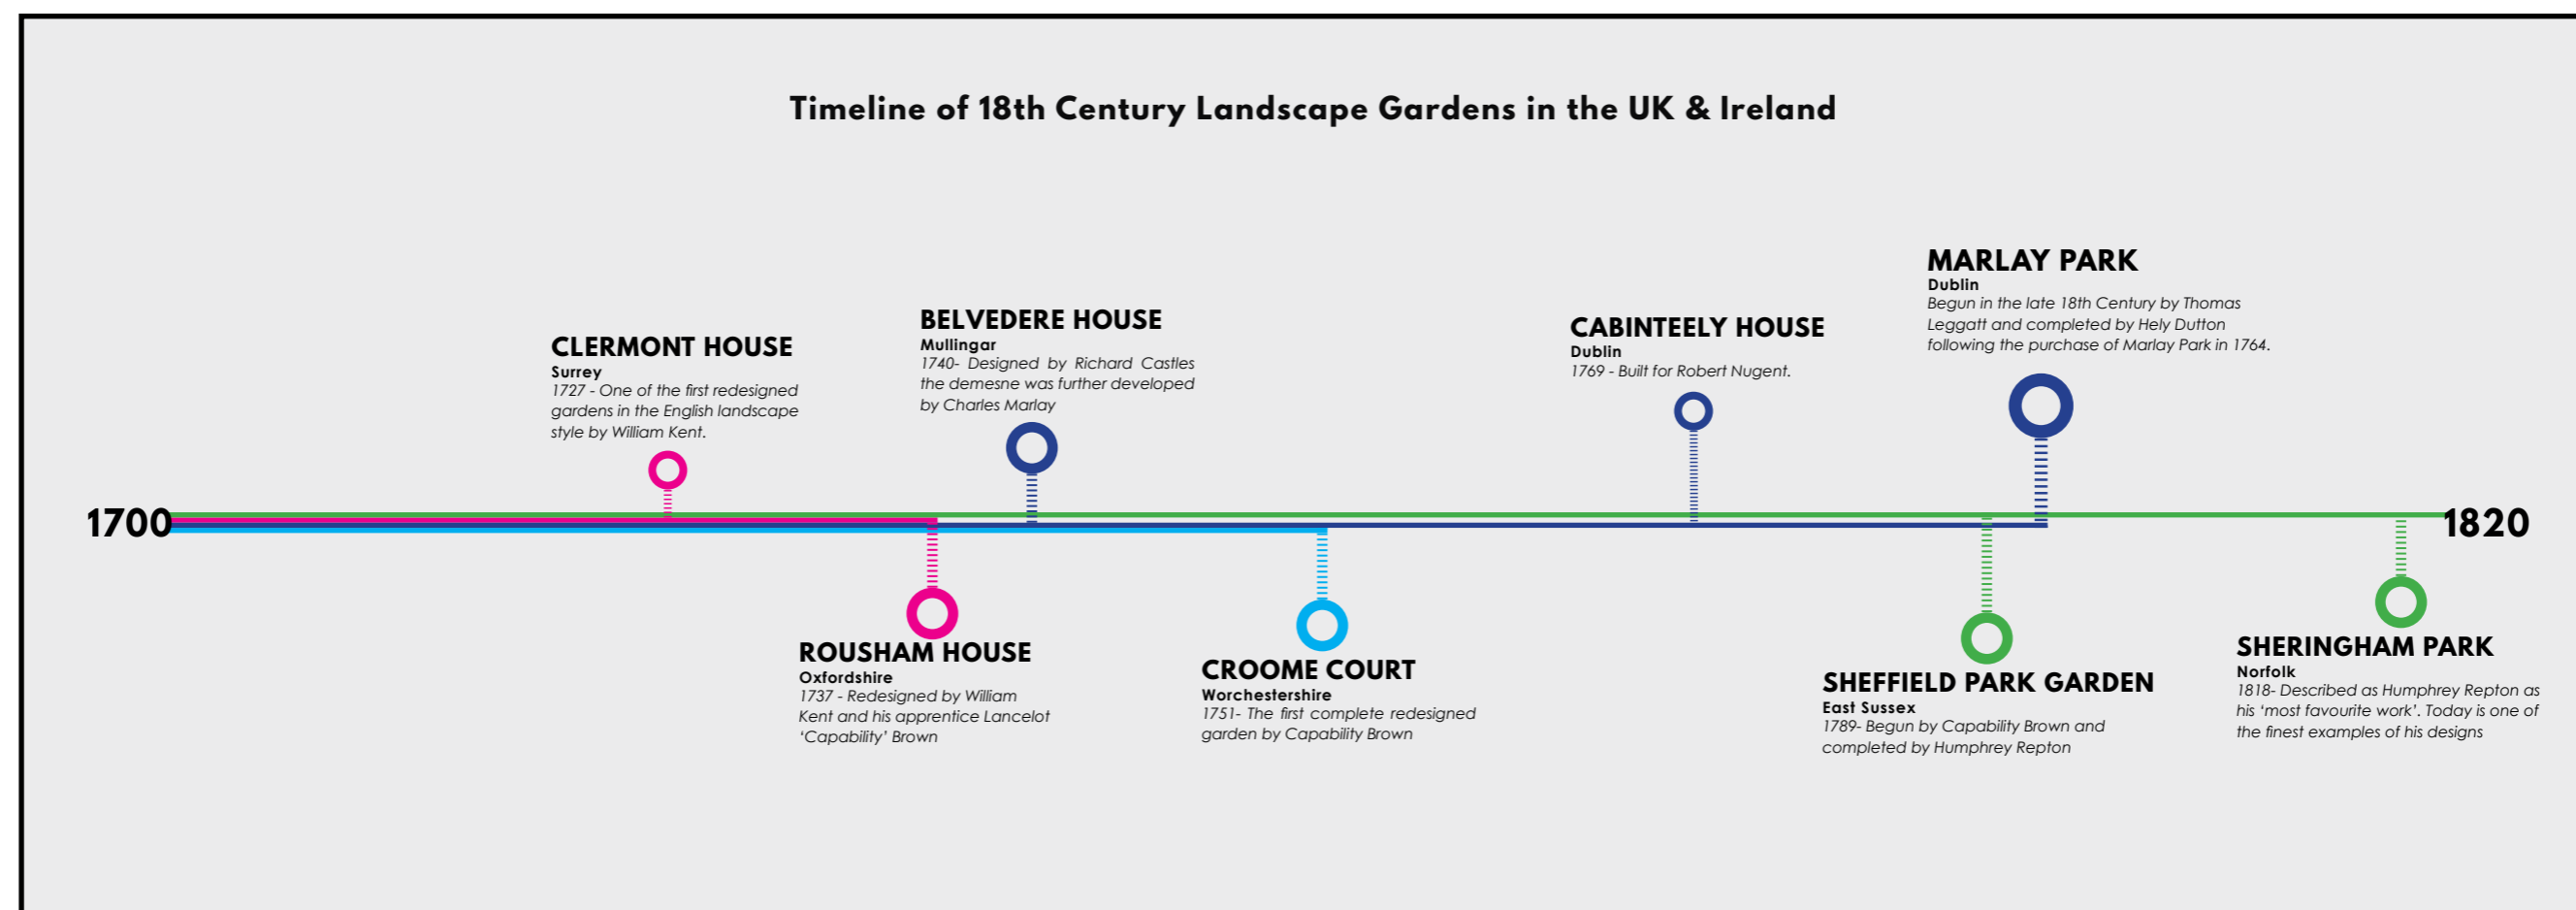 Timeline of 18th Century Landscape Gardens in the UK & Ireland
1700
CLERMONT HOUSE
Surrey
1727 - One of the first redesigned
gardens in the English landscape
style by William Kent.
ROUSHAM HOUSE
Oxfordshire
1737 - Redesigned by William
Kent and his apprentice Lancelot
‘Capability’ Brown
BELVEDERE HOUSE
Mullingar
1740- Designed by Richard Castles
the demesne was further developed
by Charles Marlay
CROOME COURT
Worchestershire
1751- The first complete redesigned
garden by Capability Brown
CABINTEELY HOUSE
Dublin
1769 - Built for Robert Nugent.
SHEFFIELD PARK GARDEN
East Sussex
1789- Begun by Capability Brown and
completed by Humphrey Repton
MARLAY PARK
Dublin
Begun in the late 18th Century by Thomas
Leggatt and completed by Hely Dutton
following the purchase of Marlay Park in 1764.
SHERINGHAM PARK
Norfolk
1818- Described as Humphrey Repton as
his ‘most favourite work’. Today is one of
the finest examples of his designs
1820